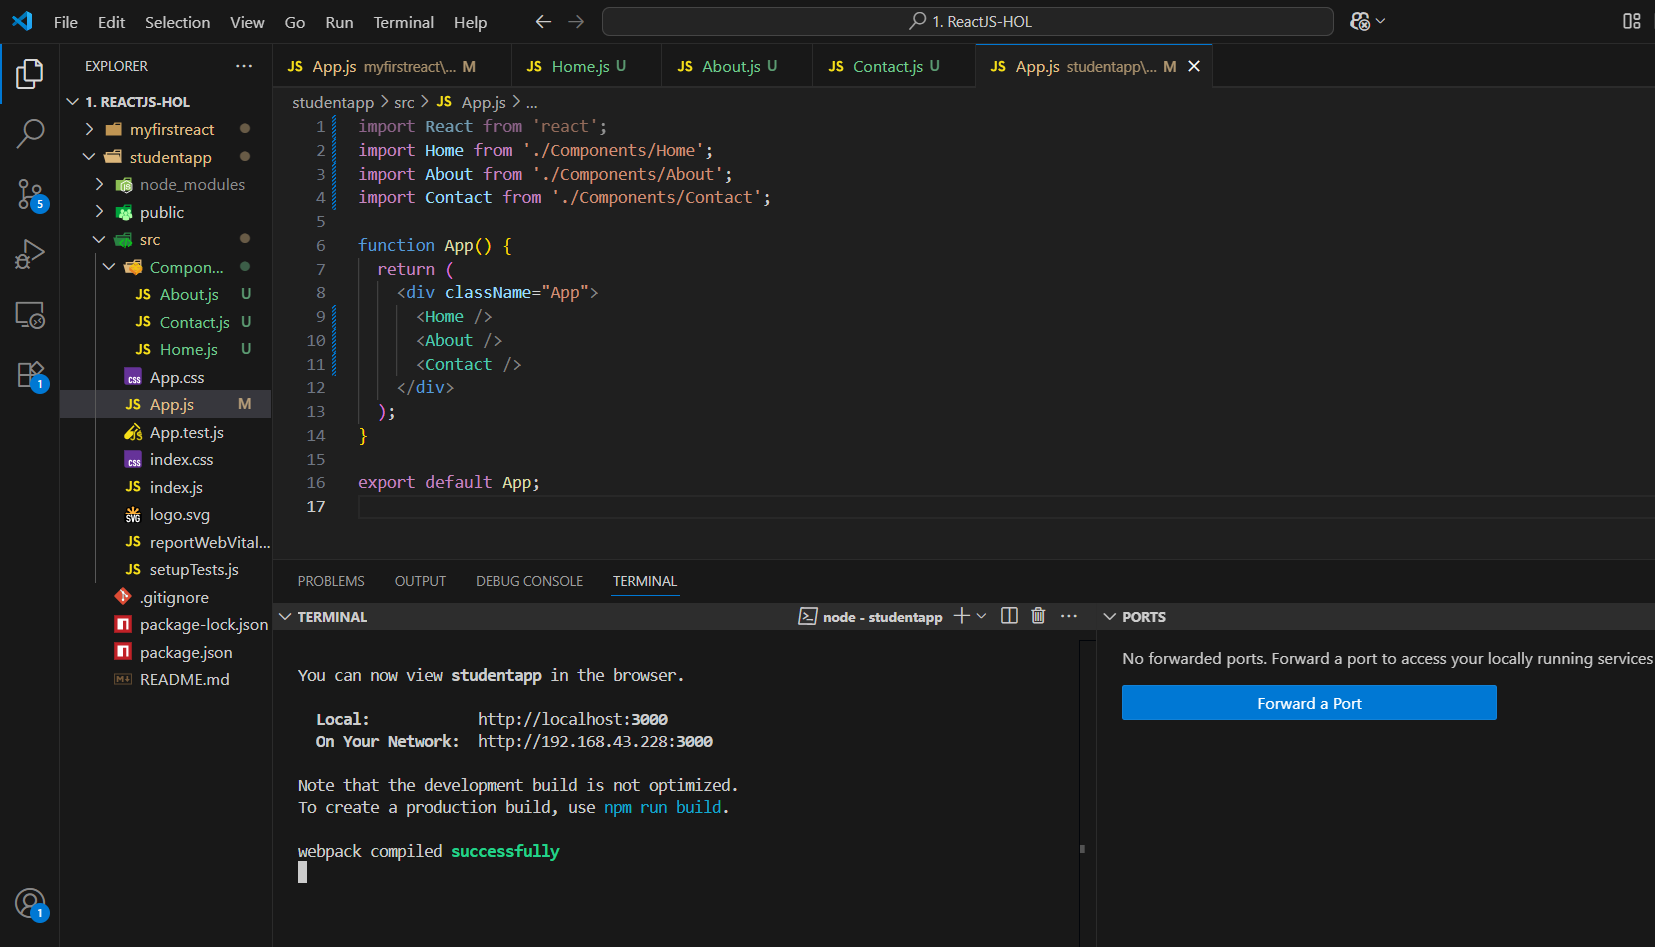 File Edit Selection View Go Run Terminal Help
1. ReactJS-HOL
EXPLORER
1. REACTJS-HOL
myfirstreact
studentapp
node_modules
public
src
Compon...
About.js U
Contact.js U
Home.js U
App.css
App.js M
App.test.js
index.css
index.js
logo.svg
reportWebVital...
setupTests.js
.gitignore
package-lock.json
package.json
README.md
5
1
1
JS App.js myfirstreact\... M
JS Home.js U
JS About.js U
JS Contact.js U
JS App.js studentapp\... M
studentapp > src > JS App.js > ...
1 import React from 'react';
2 import Home from './Components/Home';
3 import About from './Components/About';
4 import Contact from './Components/Contact';
5
6 function App() {
7 return (
8 <div className="App">
9 <Home />
10 <About />
11 <Contact />
12 </div>
13 );
14 }
15
16 export default App;
17
PROBLEMS OUTPUT DEBUG CONSOLE TERMINAL
TERMINAL
node - studentapp
You can now view studentapp in the browser.
Local: http://localhost:3000
On Your Network: http://192.168.43.228:3000
Note that the development build is not optimized.
To create a production build, use npm run build.
webpack compiled successfully
PORTS
No forwarded ports. Forward a port to access your locally running services
Forward a Port